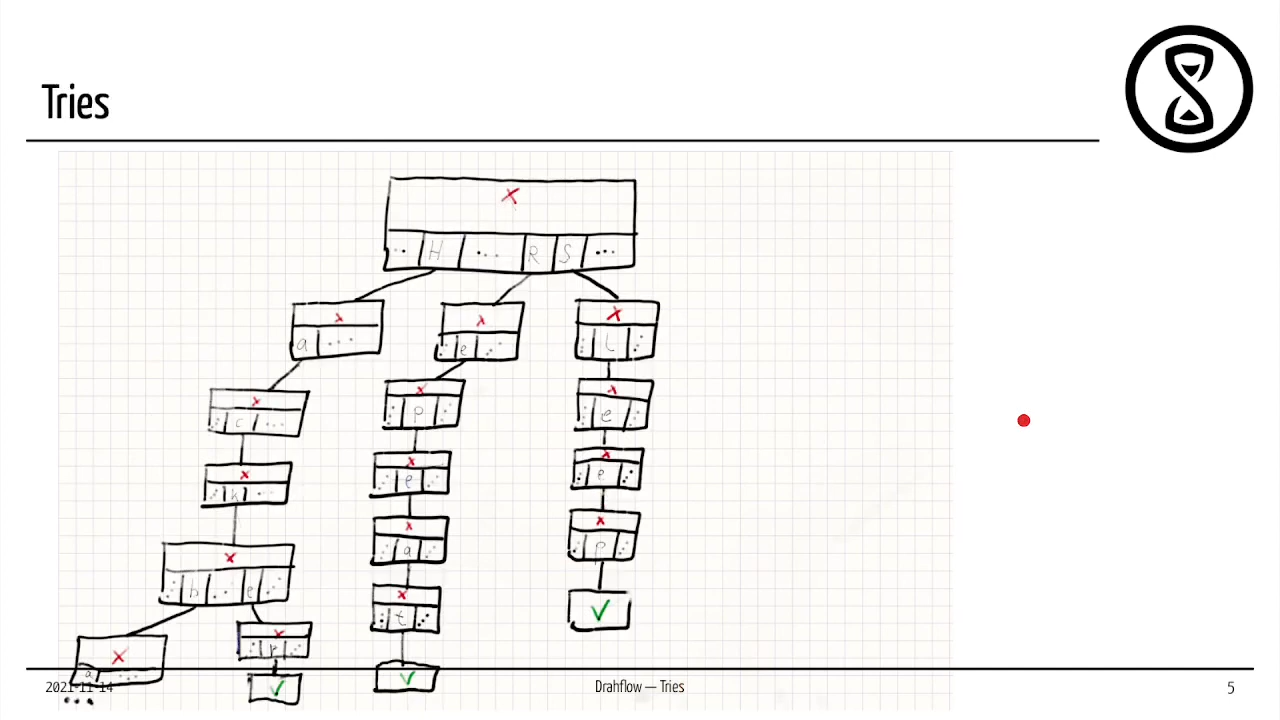 Tries
... H ... R S ...
a ... e L
c ... p e
k e e
a p
b e
t
r
a ...
2021-11-14 Drahflow — Tries 5